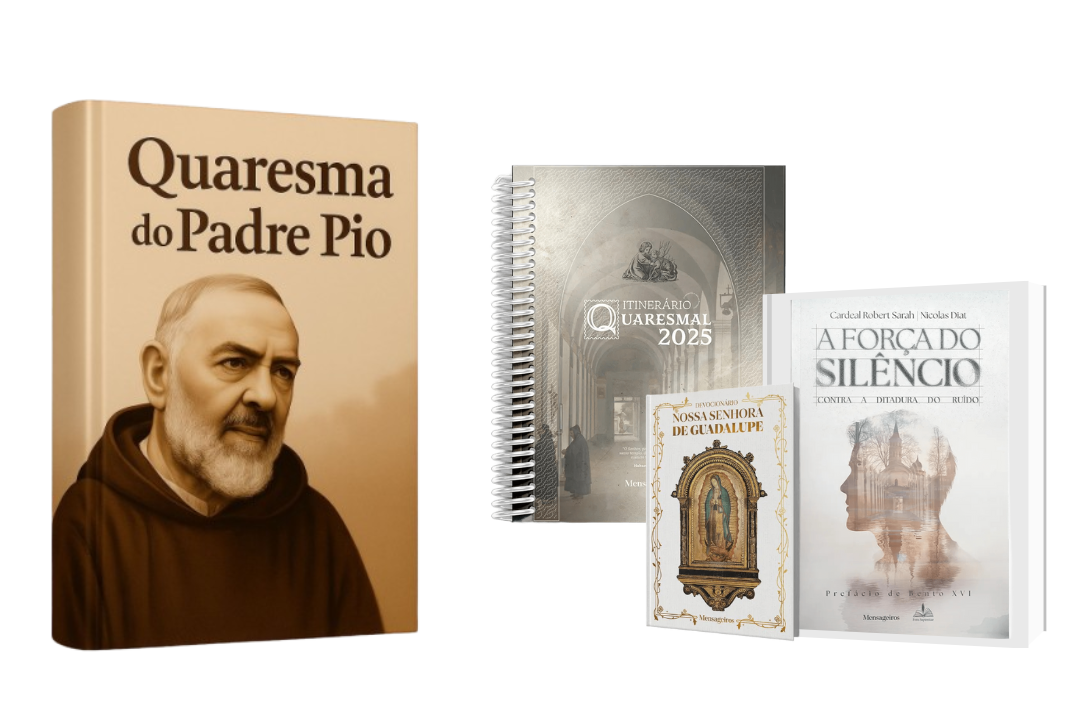 Quaresma
do Padre Pio
ITINERÁRIO
QUARESMAL
2025
DEVOCIONÁRIO
NOSSA SENHORA
DE GUADALUPE
Mensageiros
Cardeal Robert Sarah | Nicolas Diat
A FORÇA DO
SILÊNCIO
CONTRA A DITADURA DO RUÍDO
Prefácio de Bento XVI
Mensageiros